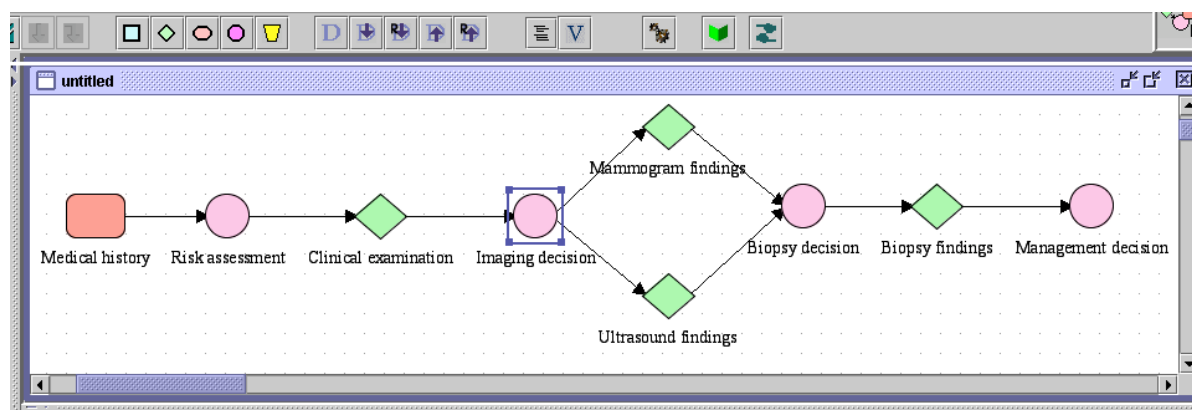 D
R
R
V
untitled
Mammogram findings
Medical history
Risk assessment
Clinical examination
Imaging decision
Biopsy decision
Biopsy findings
Management decision
Ultrasound findings